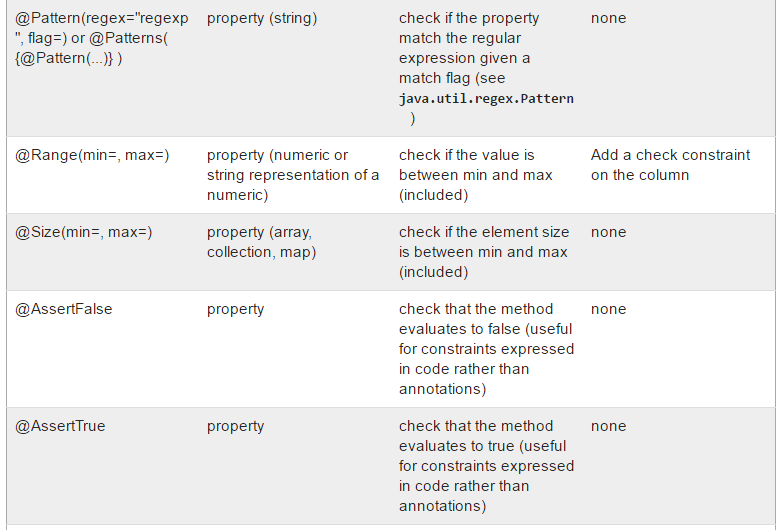 @Pattern(regex="regexp
", flag=) or @Patterns(
{@Pattern(...)} )
property (string)
check if the property
match the regular
expression given a
match flag (see
java.util.regex.Pattern
)
none
@Range(min=, max=)
property (numeric or
string representation of a
numeric)
check if the value is
between min and max
(included)
Add a check constraint
on the column
@Size(min=, max=)
property (array,
collection, map)
check if the element size
is between min and max
(included)
none
@AssertFalse
property
check that the method
evaluates to false (useful
for constraints expressed
in code rather than
annotations)
none
@AssertTrue
property
check that the method
evaluates to true (useful
for constraints expressed
in code rather than
annotations)
none